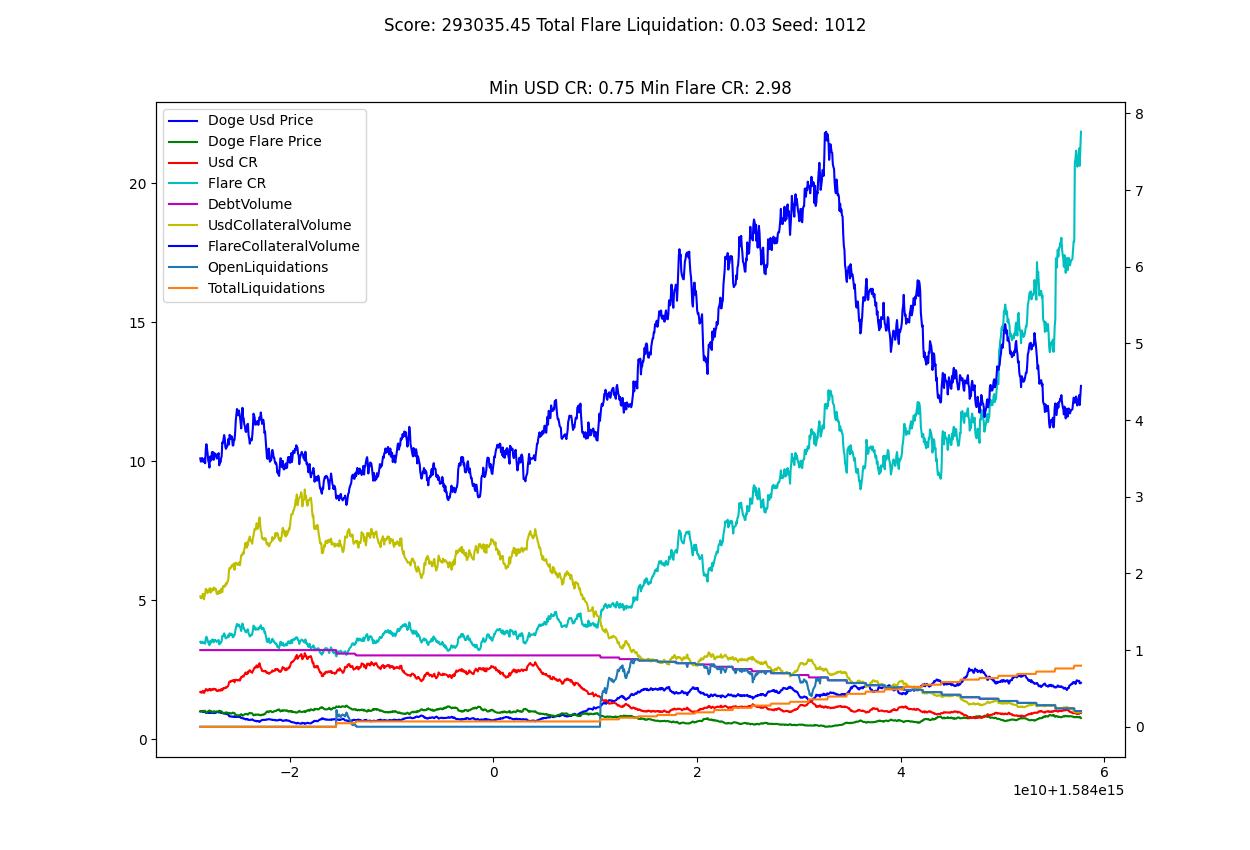 Score: 293035.45 Total Flare Liquidation: 0.03 Seed: 1012
Min USD CR: 0.75 Min Flare CR: 2.98
Doge Usd Price
Doge Flare Price
Usd CR
Flare CR
DebtVolume
UsdCollateralVolume
FlareCollateralVolume
OpenLiquidations
TotalLiquidations
20
15
10
5
0
8
7
6
5
4
3
2
1
0
−2 0 2 4 6
1e10+1.584e15